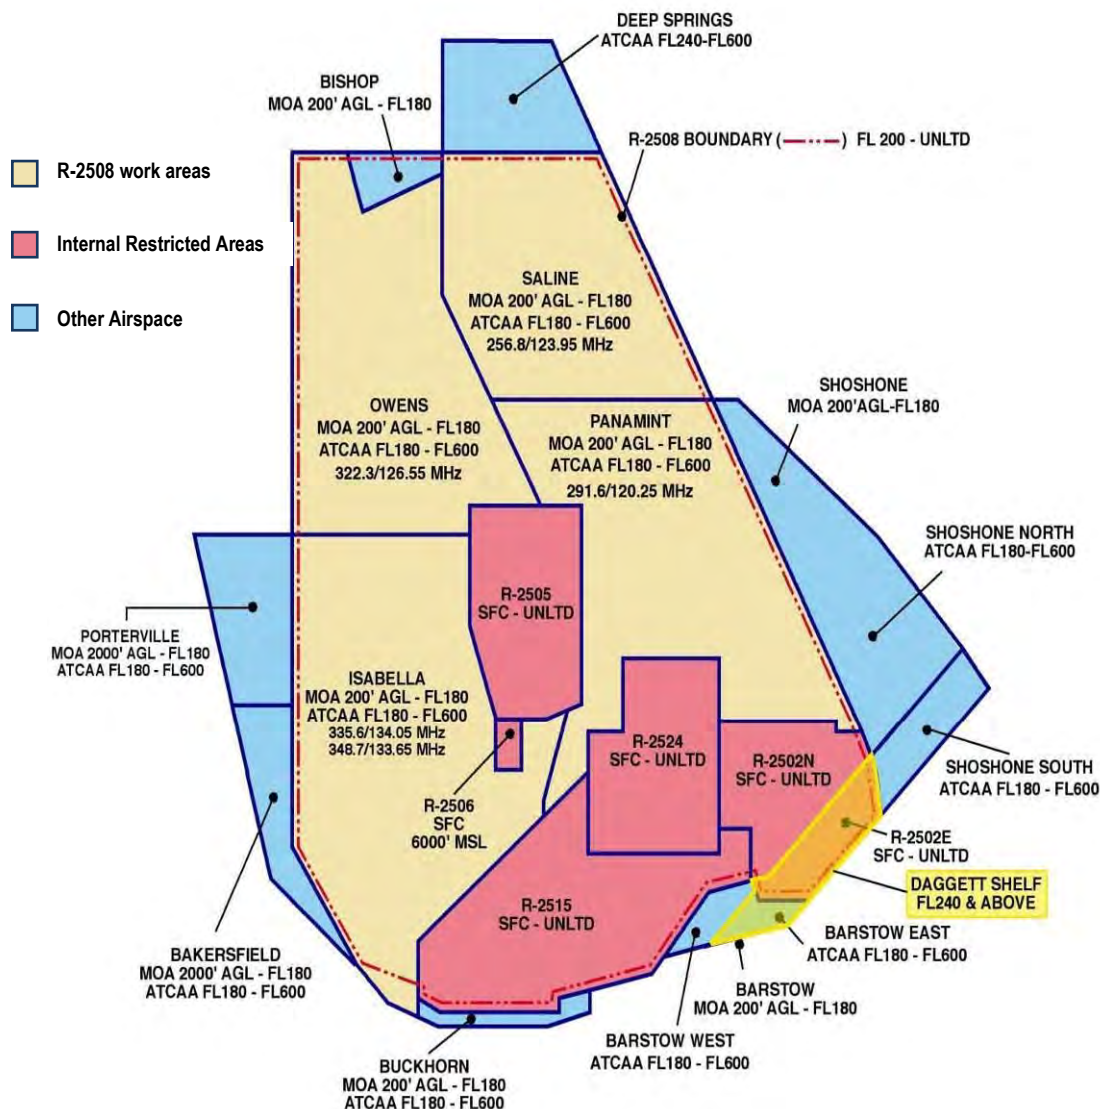 DEEP SPRINGS
ATCAA FL240-FL600
BISHOP
MOA 200' AGL - FL180
R-2508 BOUNDARY ( ) FL 200 - UNLTD
R-2508 work areas
Internal Restricted Areas
Other Airspace
SALINE
MOA 200' AGL - FL180
ATCAA FL180 - FL600
256.8/123.95 MHz
SHOSHONE
MOA 200'AGL-FL180
OWENS
MOA 200' AGL - FL180
ATCAA FL180 - FL600
322.3/126.55 MHz
PANAMINT
MOA 200' AGL - FL180
ATCAA FL180 - FL600
291.6/120.25 MHz
SHOSHONE NORTH
ATCAA FL180-FL600
R-2505
SFC - UNLTD
PORTERVILLE
MOA 2000' AGL - FL180
ATCAA FL180 - FL600
ISABELLA
MOA 200' AGL - FL180
ATCAA FL180 - FL600
335.6/134.05 MHz
348.7/133.65 MHz
R-2524
SFC - UNLTD
R-2502N
SFC - UNLTD
SHOSHONE SOUTH
ATCAA FL180 - FL600
R-2506
SFC
6000' MSL
R-2502E
SFC - UNLTD
DAGGETT SHELF
FL240 & ABOVE
R-2515
SFC - UNLTD
BARSTOW EAST
ATCAA FL180 - FL600
BAKERSFIELD
MOA 2000' AGL - FL180
ATCAA FL180 - FL600
BARSTOW
MOA 200' AGL - FL180
BARSTOW WEST
ATCAA FL180 - FL600
BUCKHORN
MOA 200' AGL - FL180
ATCAA FL180 - FL600